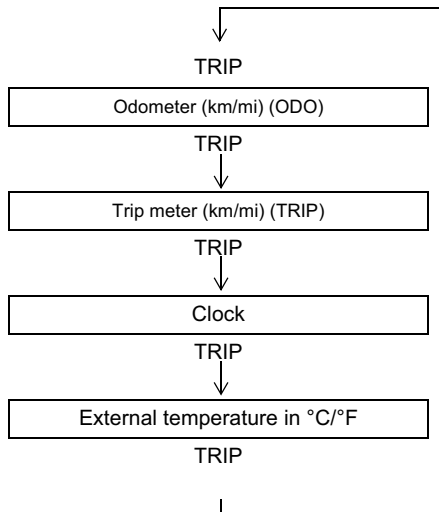 TRIP
Odometer (km/mi) (ODO)
TRIP
Trip meter (km/mi) (TRIP)
TRIP
Clock
TRIP
External temperature in °C/°F
TRIP